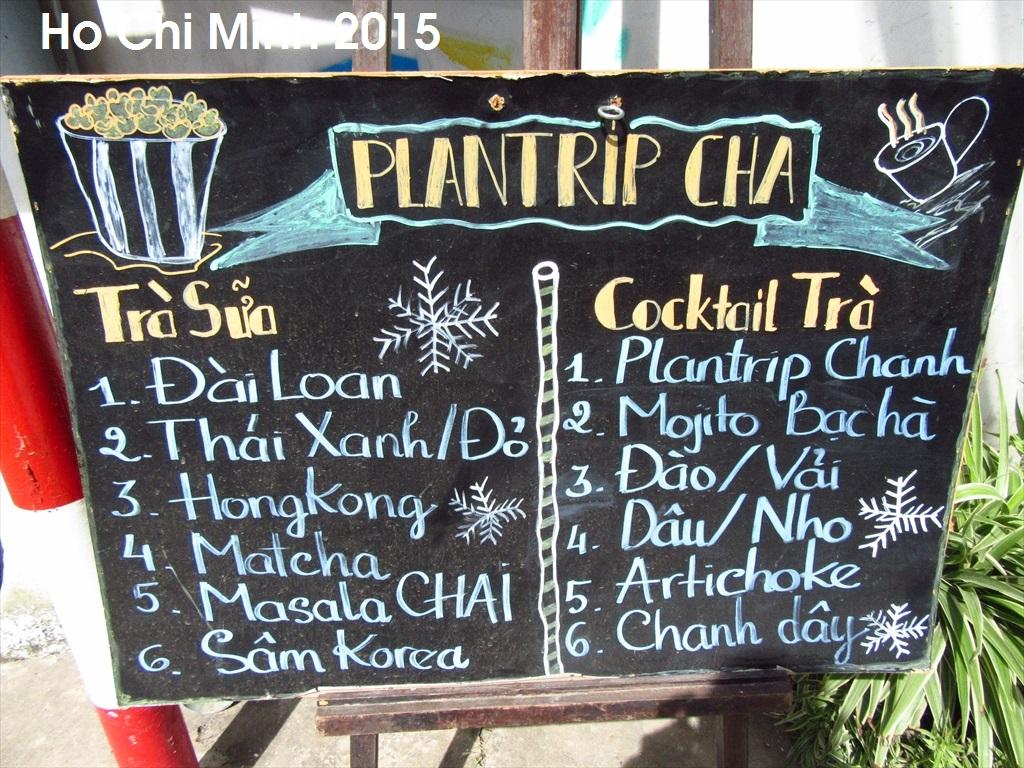 Ho Chi Minh 2015
PLANTRIP CHA
Trà Sữa
1. Đài Loan
2. Thái Xanh/Đỏ
3. Hongkong
4. Matcha
5. Masala CHAI
6. Sâm Korea
Cocktail Trà
1. Plantrip Chanh
2. Mojito Bạc hà
3. Đào/Vải
4. Dâu/Nho
5. Artichoke
6. Chanh dây